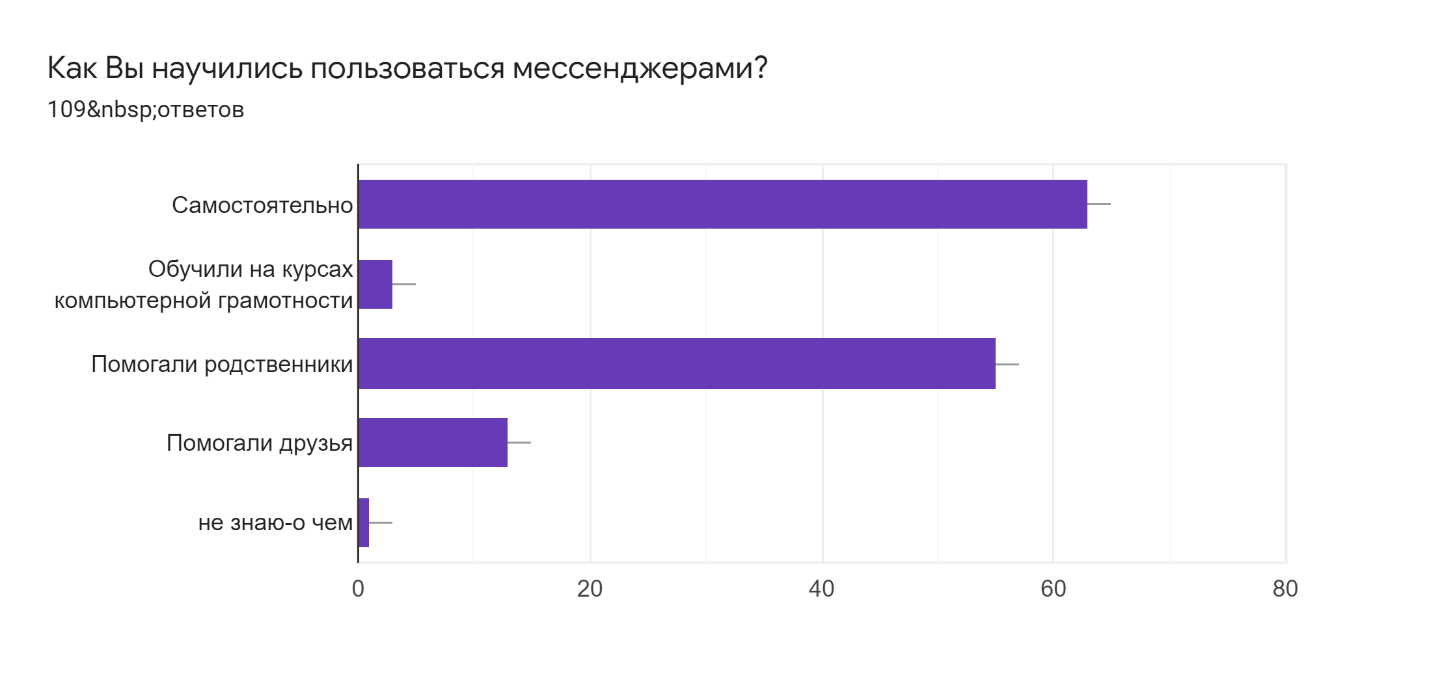 Как Вы научились пользоваться мессенджерами?
109&nbsp;ответов
Самостоятельно
Обучили на курсах
компьютерной грамотности
Помогали родственники
Помогали друзья
не знаю-о чем
0 20 40 60 80